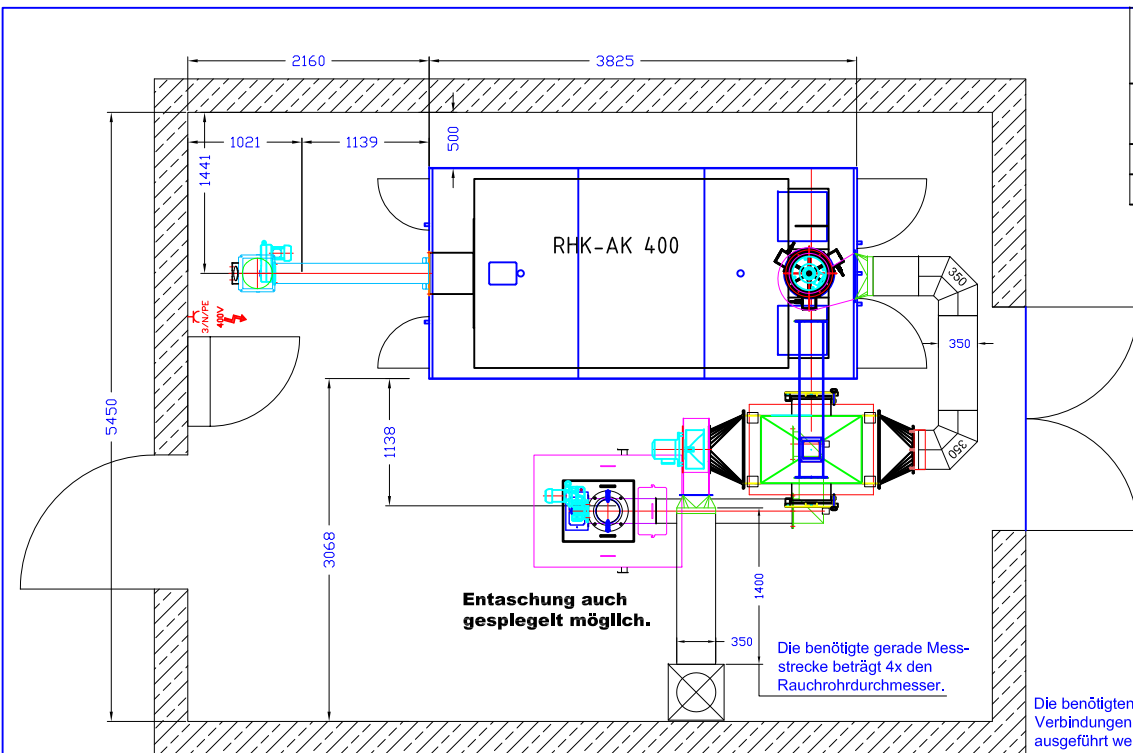 2160
3825
1021
1139
500
1441
RHK-AK 400
350
3/N/PE
400V
350
5450
1138
350
3068
1400
Entaschung auch
gespiegelt möglich.
350
Die benötigte gerade Mess-
strecke beträgt 4x den
Rauchrohrdurchmesser.
Die benötigten
Verbindungen
ausgeführt we